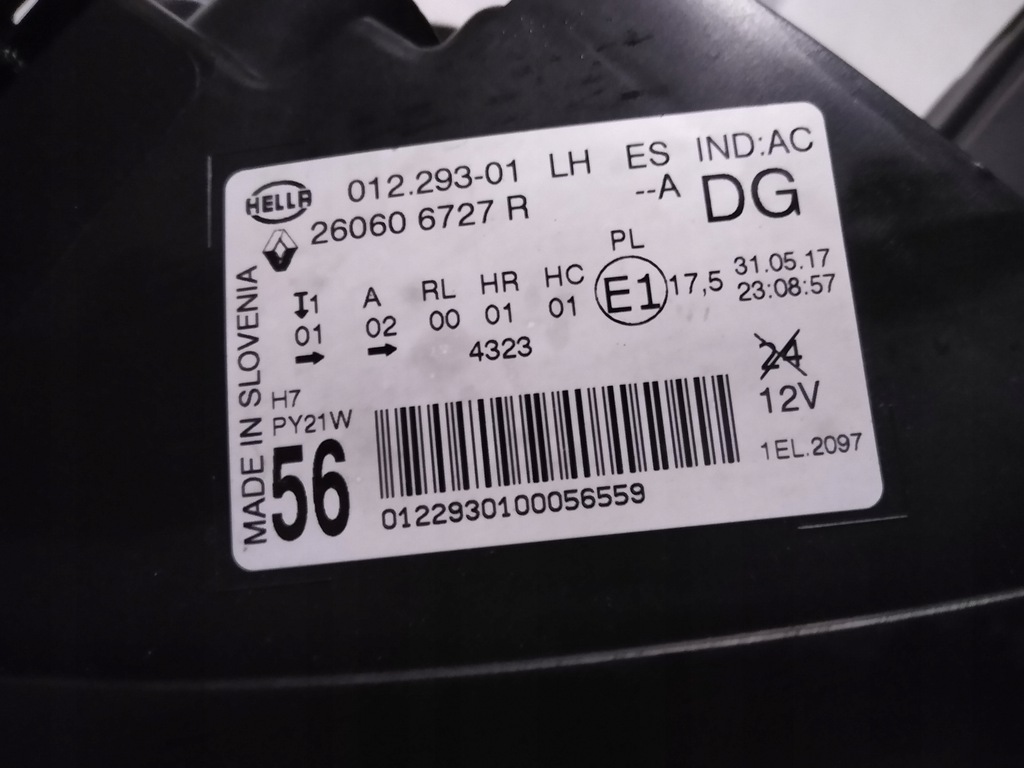 HELLA 012.293-01 LH ES IND:AC
26060 6727 R --A DG
MADE IN SLOVENIA
PL
1 A RL HR HC E1 17,5 31.05.17
01 02 00 01 01 23:08:57
4323
24
H7 12V
PY21W
56 1EL.2097
0122930100056559